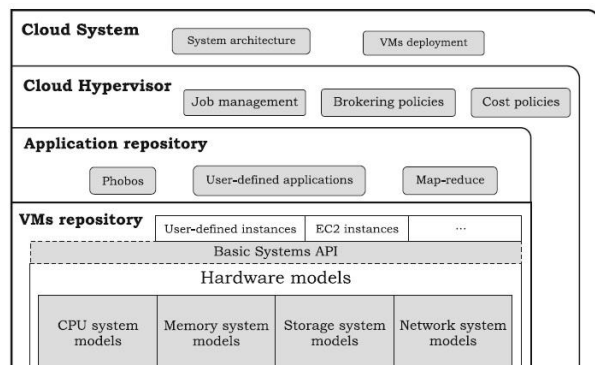 Cloud System
System architecture
VMs deployment
Cloud Hypervisor
Job management
Brokering policies
Cost policies
Application repository
Phobos
User-defined applications
Map-reduce
VMs repository
User-defined instances
EC2 instances
...
Basic Systems API
Hardware models
CPU system
models
Memory system
models
Storage system
models
Network system
models